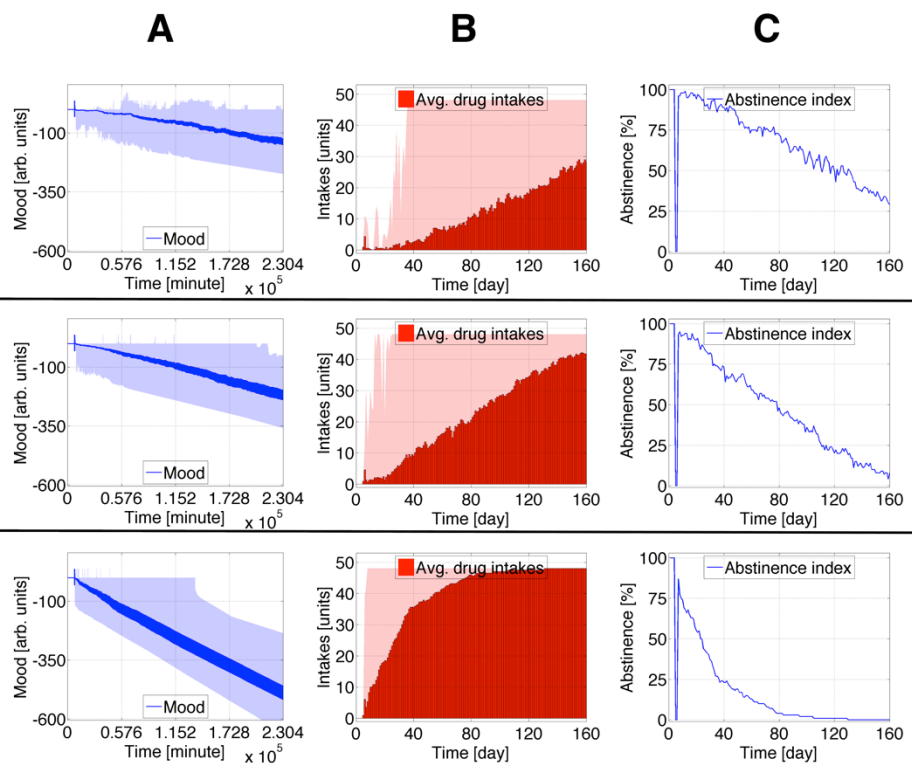 A
B
C
Mood [arb. units]
-100
-350
-600
Mood
0 0.576 1.152 1.728 2.304
Time [minute] x 10^5
Intakes [units]
50
40
30
20
10
0
Avg. drug intakes
0 40 80 120 160
Time [day]
Abstinence [%]
100
75
50
25
0
Abstinence index
0 40 80 120 160
Time [day]
Mood [arb. units]
-100
-350
-600
Mood
0 0.576 1.152 1.728 2.304
Time [minute] x 10^5
Intakes [units]
50
40
30
20
10
0
Avg. drug intakes
0 40 80 120 160
Time [day]
Abstinence [%]
100
75
50
25
0
Abstinence index
0 40 80 120 160
Time [day]
Mood [arb. units]
-100
-350
-600
Mood
0 0.576 1.152 1.728 2.304
Time [minute] x 10^5
Intakes [units]
50
40
30
20
10
0
Avg. drug intakes
0 40 80 120 160
Time [day]
Abstinence [%]
100
75
50
25
0
Abstinence index
0 40 80 120 160
Time [day]